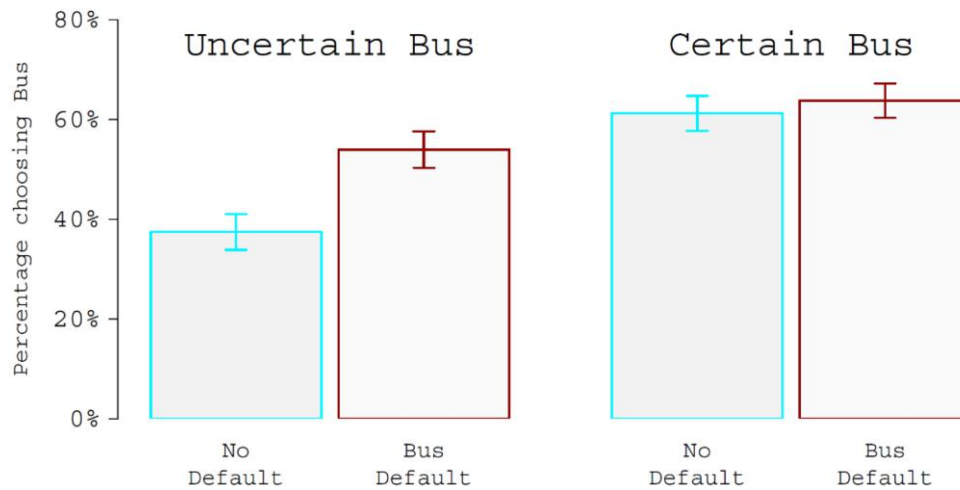 80%
Uncertain Bus
Certain Bus
60%
40%
20%
0%
Percentage choosing Bus
No
Default
Bus
Default
No
Default
Bus
Default